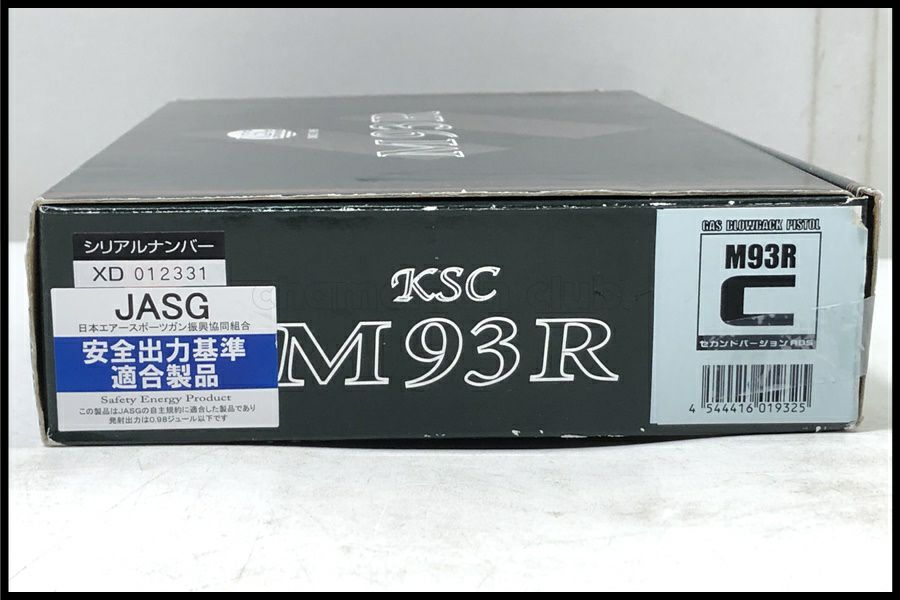 M93R
シリアルナンバー
XD 012331
JASG
日本エアースポーツガン振興協同組合
安全出力基準
適合製品
Safety Energy Product
この製品はJASGの自主規約に適合した製品であり
発射出力は0.98ジュール以下です
KSC
M93R
GAS BLOWBACK PISTOL
M93R
C
セカンドバージョン
4 544416 019325